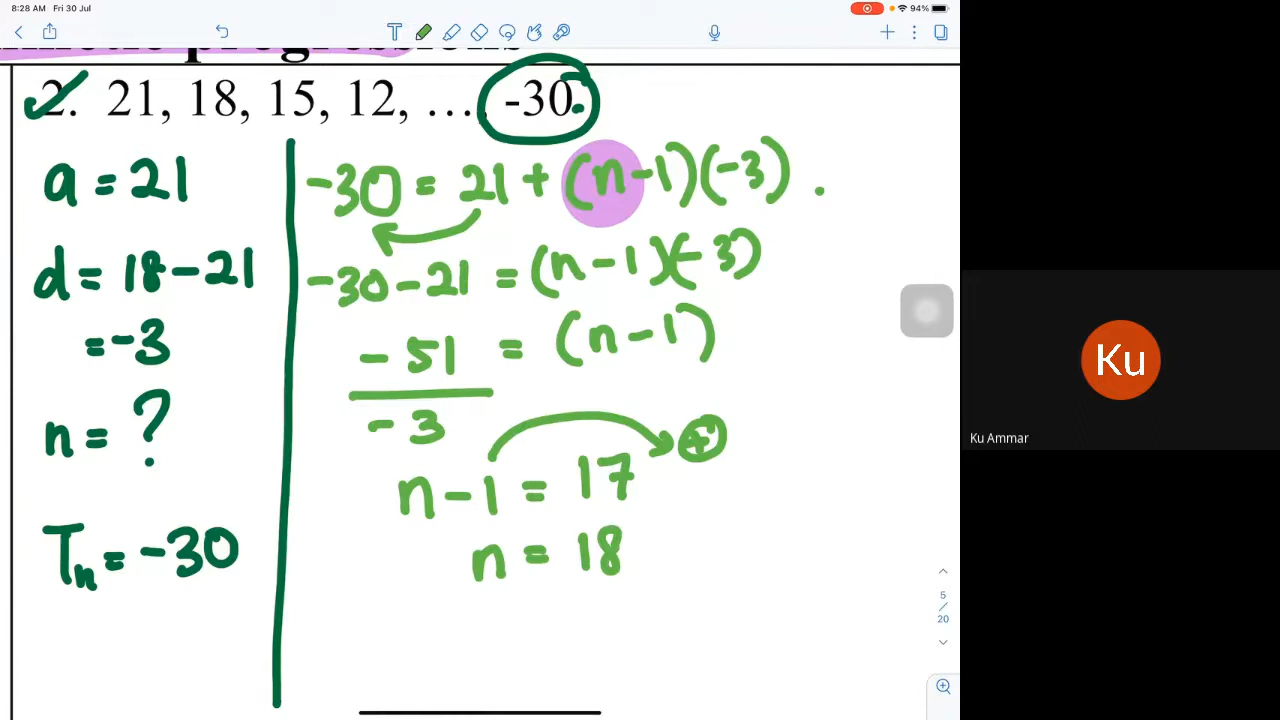 8:28 AM Fri 30 Jul
94%
progressions
2. 21, 18, 15, 12, …, -30.
a = 21
d = 18 - 21
= -3
n = ?
Tn = -30
-30 = 21 + (n-1)(-3).
-30 - 21 = (n-1)(-3)
-51 = (n-1)
-3
+
n - 1 = 17
n = 18
5
/
20
Ku
Ku Ammar